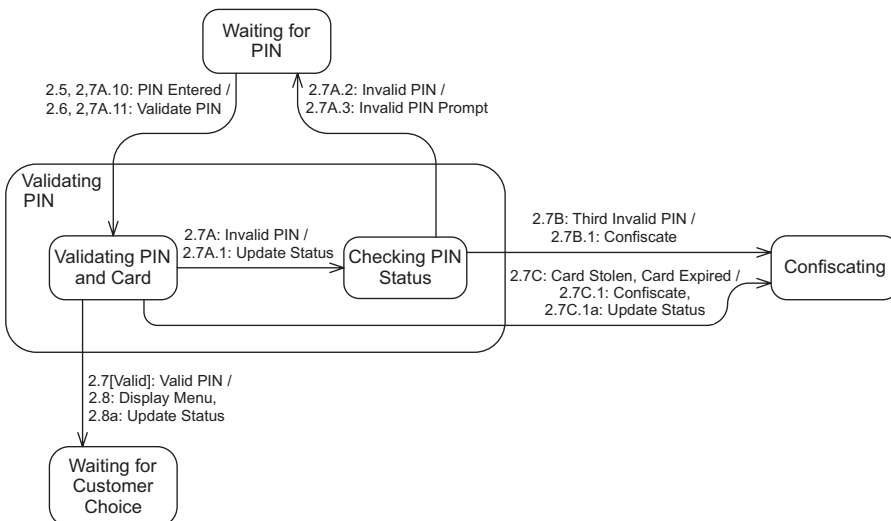 Waiting for
PIN
2.5, 2,7A.10: PIN Entered /
2.6, 2,7A.11: Validate PIN
2.7A.2: Invalid PIN /
2.7A.3: Invalid PIN Prompt
Validating
PIN
Validating PIN
and Card
2.7A: Invalid PIN /
2.7A.1: Update Status
Checking PIN
Status
2.7B: Third Invalid PIN /
2.7B.1: Confiscate
2.7C: Card Stolen, Card Expired /
2.7C.1: Confiscate,
2.7C.1a: Update Status
Confiscating
2.7[Valid]: Valid PIN /
2.8: Display Menu,
2.8a: Update Status
Waiting for
Customer
Choice